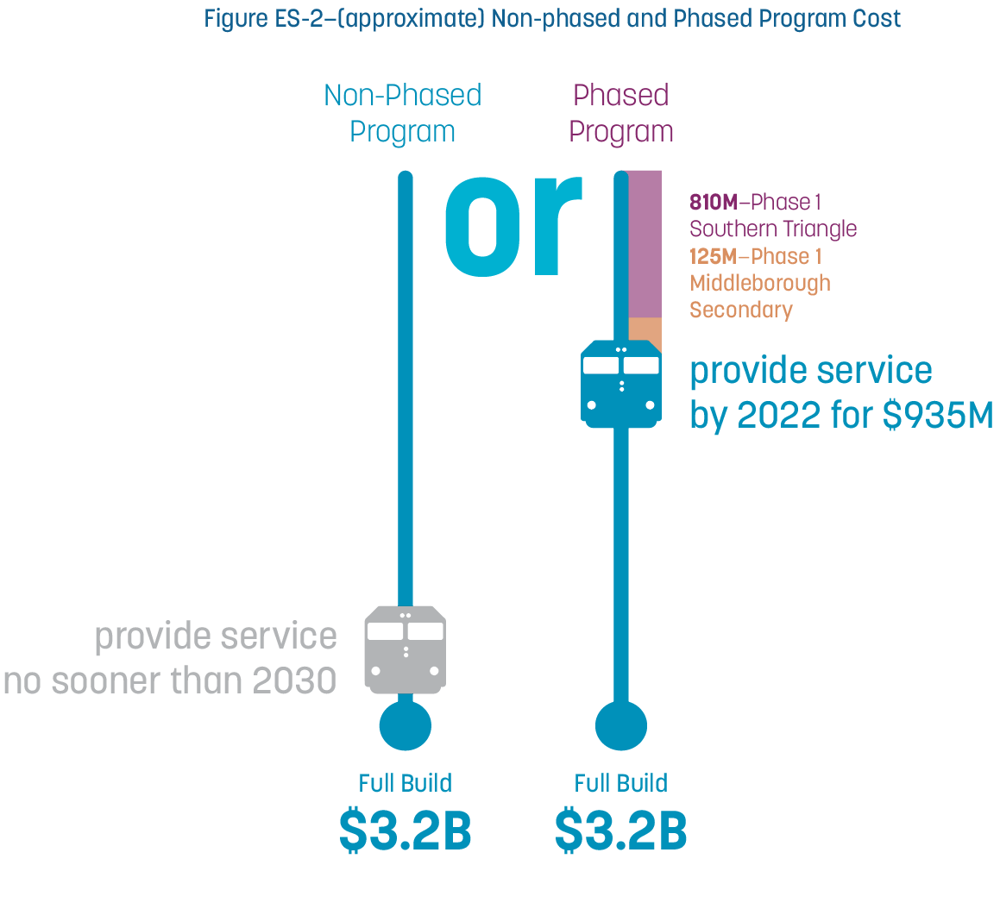 Figure ES-2–(approximate) Non-phased and Phased Program Cost
Non-Phased
Program
or
Phased
Program
810M–Phase 1
Southern Triangle
125M–Phase 1
Middleborough
Secondary
provide service
by 2022 for $935M
provide service
no sooner than 2030
Full Build
$3.2B
Full Build
$3.2B